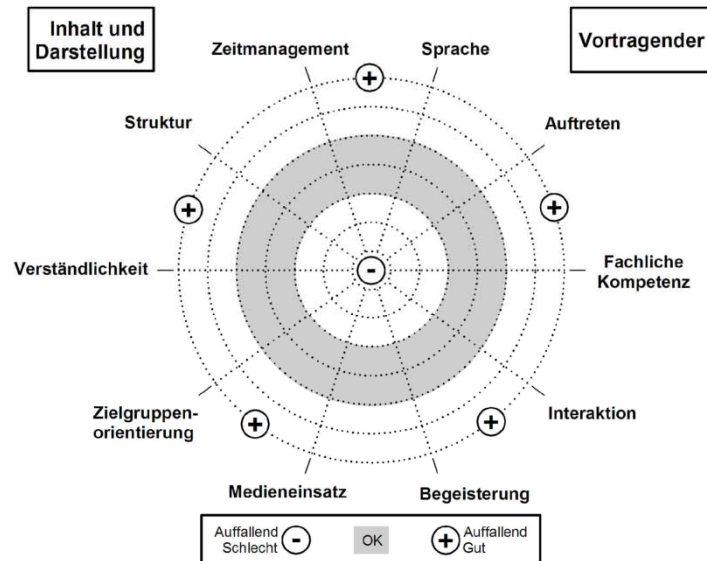 Inhalt und
Darstellung
Vortragender
Zeitmanagement
Sprache
+
Struktur
Auftreten
+
+
Verständlichkeit
-
Fachliche
Kompetenz
Zielgruppen-
orientierung
+
+
Interaktion
Medieneinsatz
Begeisterung
Auffallend
Schlecht
-
OK
+
Auffallend
Gut